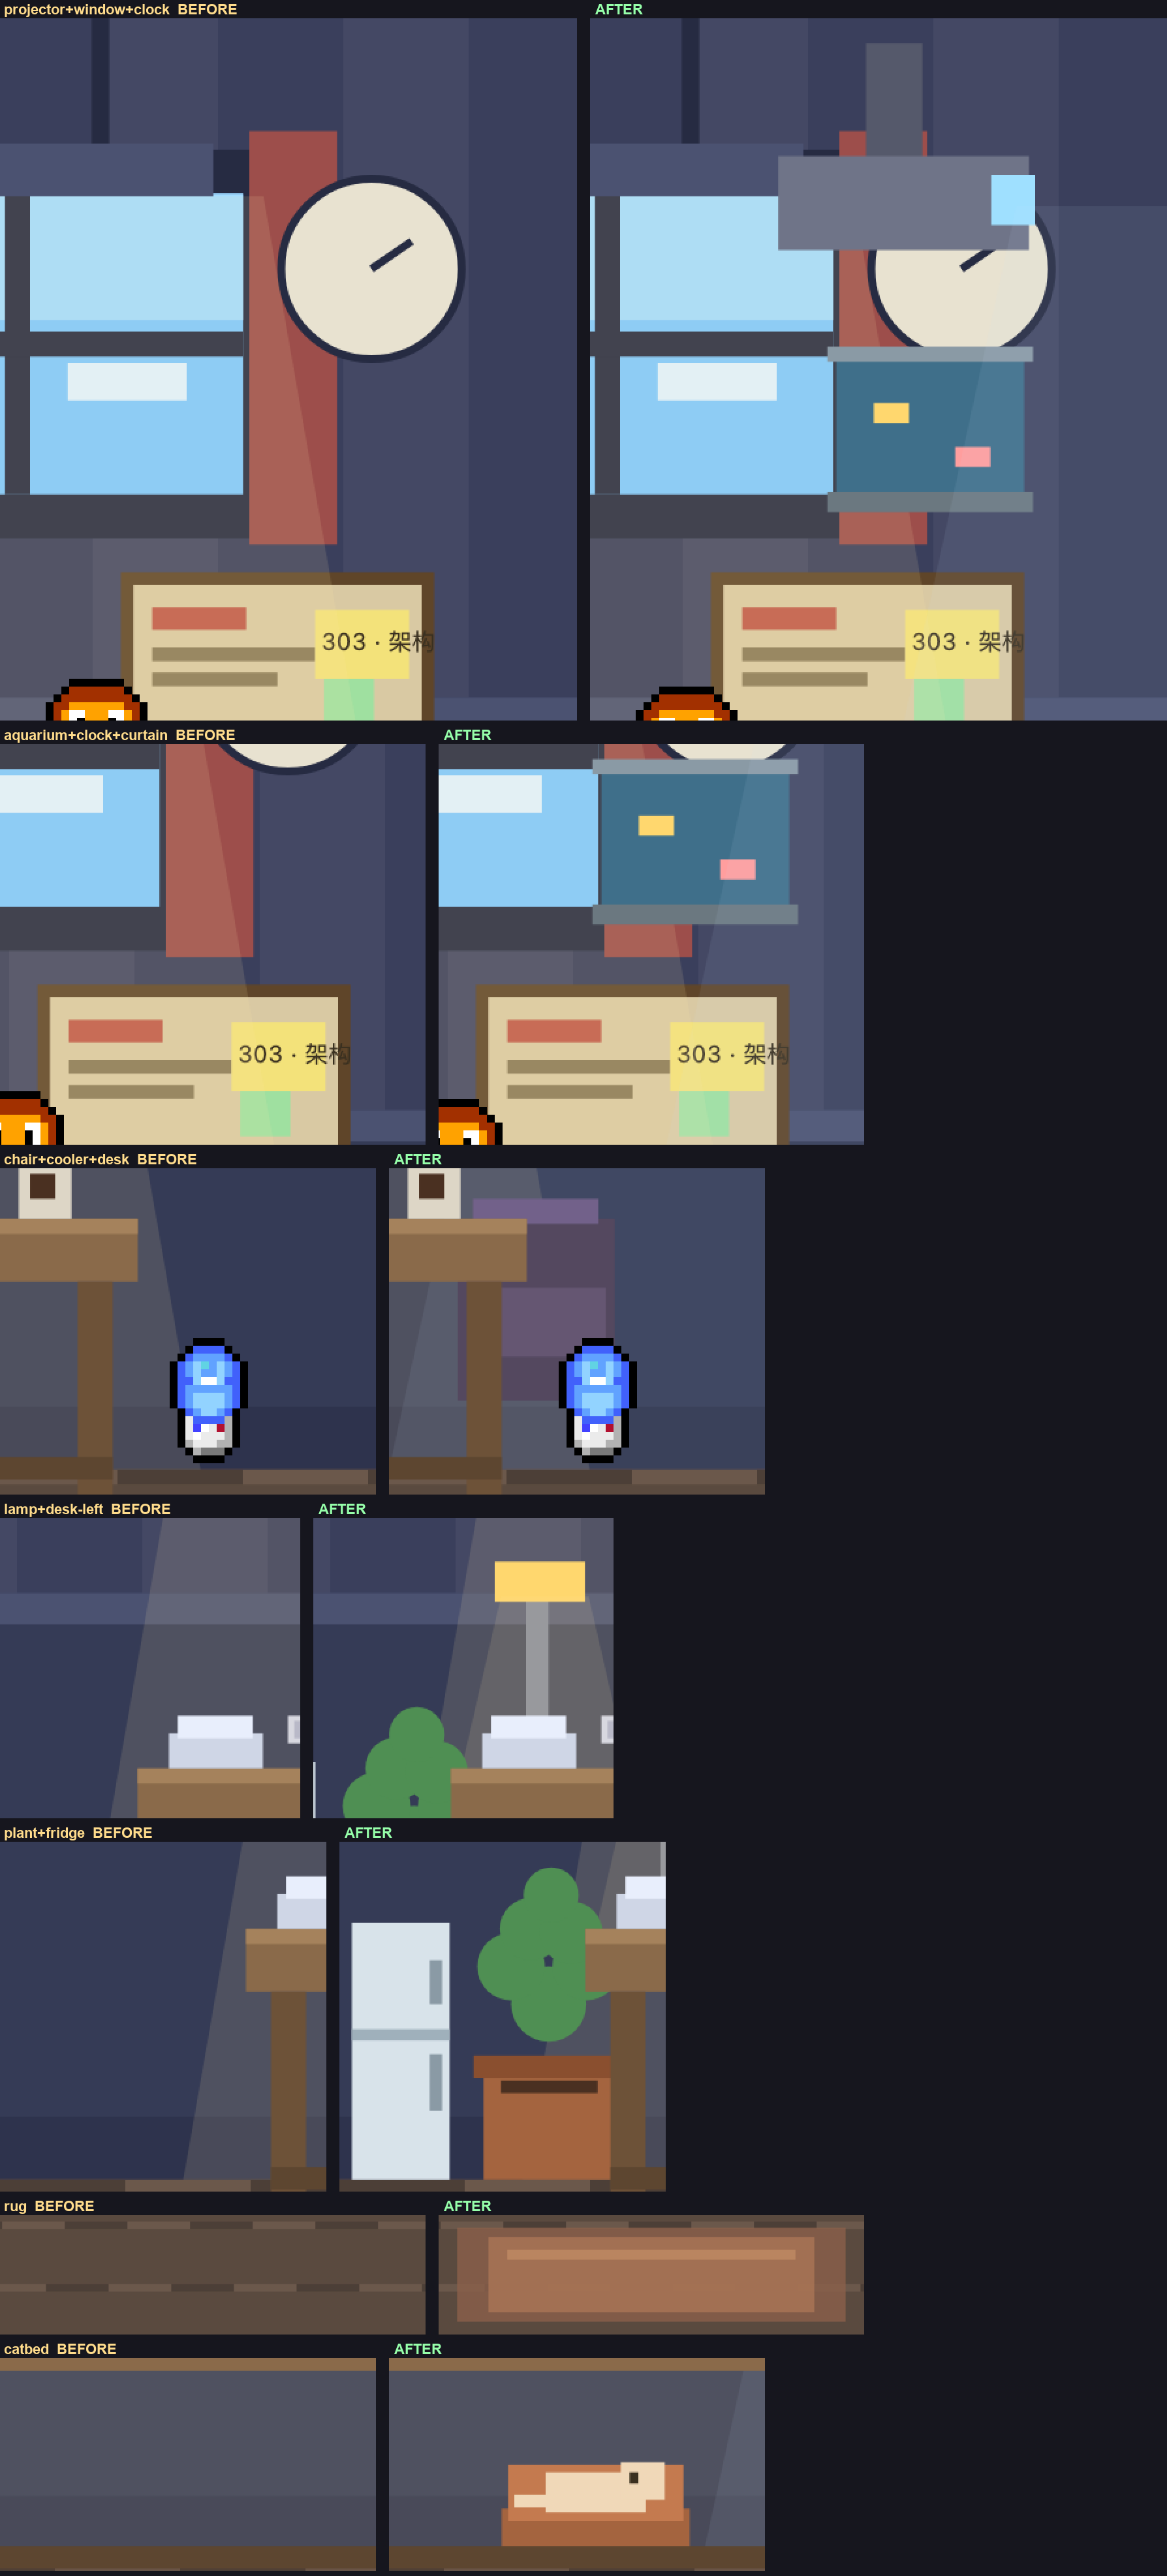 projector+window+clock BEFORE
AFTER
303 · 架构
303 · 架构
aquarium+clock+curtain BEFORE
AFTER
303 · 架构
303 · 架构
chair+cooler+desk BEFORE
AFTER
lamp+desk-left BEFORE
AFTER
plant+fridge BEFORE
AFTER
rug BEFORE
AFTER
catbed BEFORE
AFTER